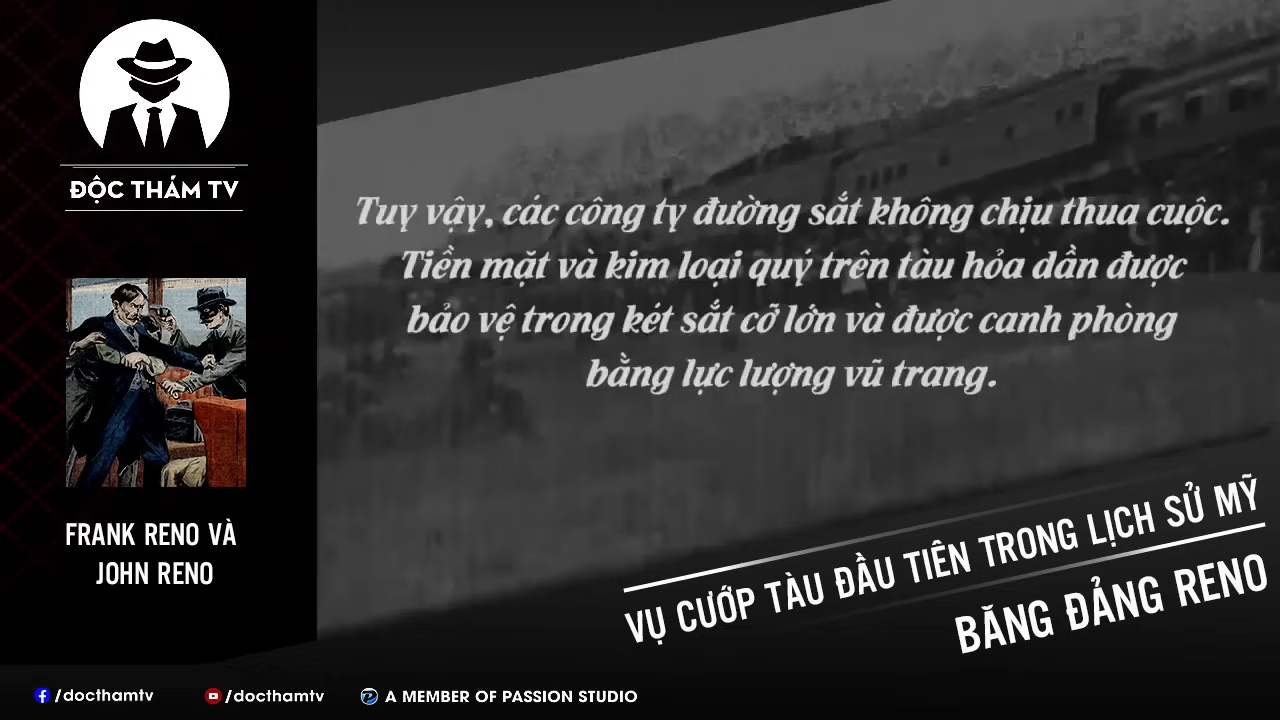 ĐỘC THÁM TV
FRANK RENO VÀ
JOHN RENO
Tuy vậy, các công ty đường sắt không chịu thua cuộc.
Tiền mặt và kim loại quý trên tàu hỏa dần được
bảo vệ trong két sắt cỡ lớn và được canh phòng
bằng lực lượng vũ trang.
VỤ CƯỚP TÀU ĐẦU TIÊN TRONG LỊCH SỬ MỸ
BĂNG ĐẢNG RENO
/docthamtv
/docthamtv
A MEMBER OF PASSION STUDIO